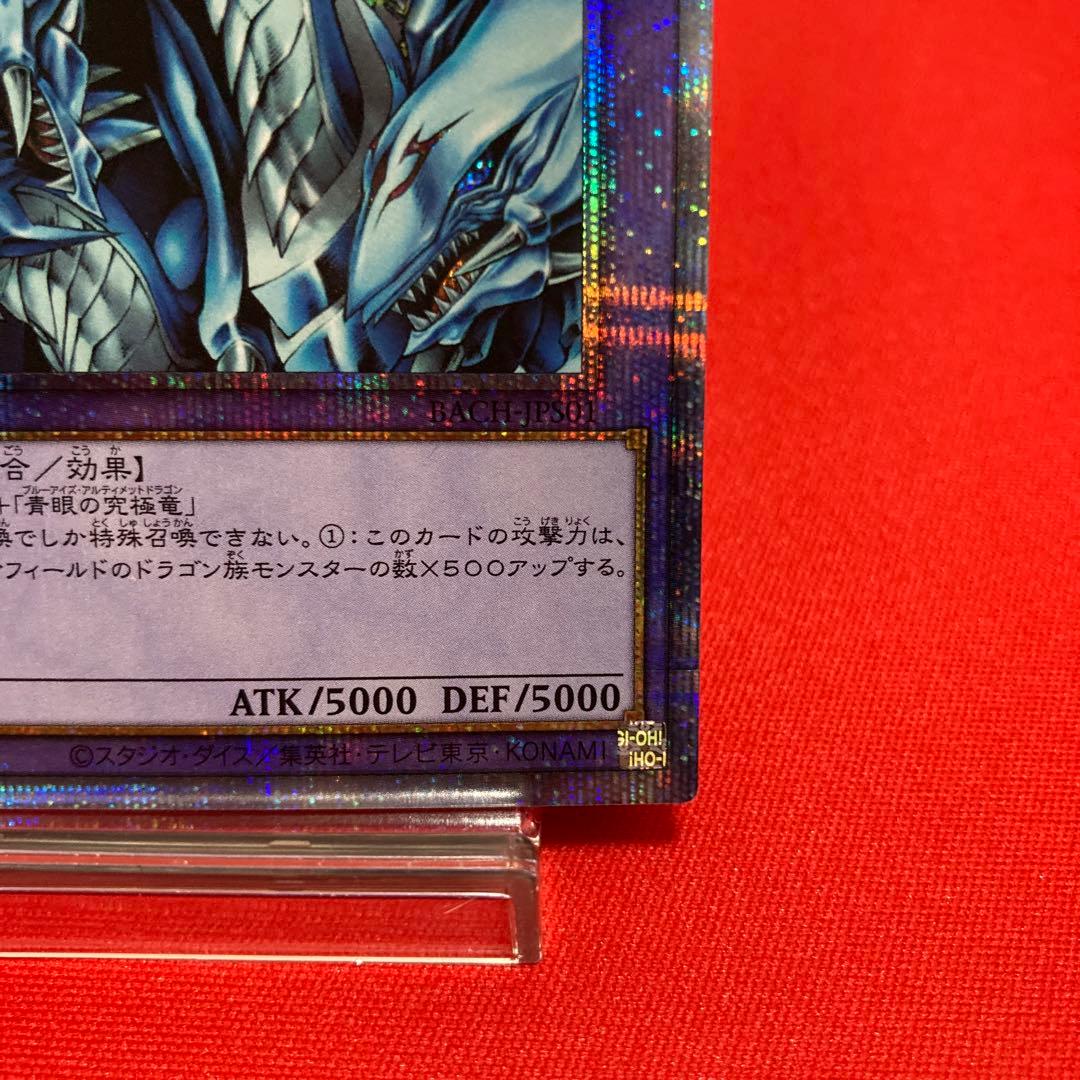 BACH-JPS01
合／効果】
+「青眼の究極竜」
ブルーアイズ・アルティメットドラゴン
喚でしか特殊召喚できない。①：このカードの攻撃力は、
フィールドのドラゴン族モンスターの数×500アップする。
ATK/5000 DEF/5000
©スタジオ・ダイス／集英社・テレビ東京・KONAMI
GI-OH!